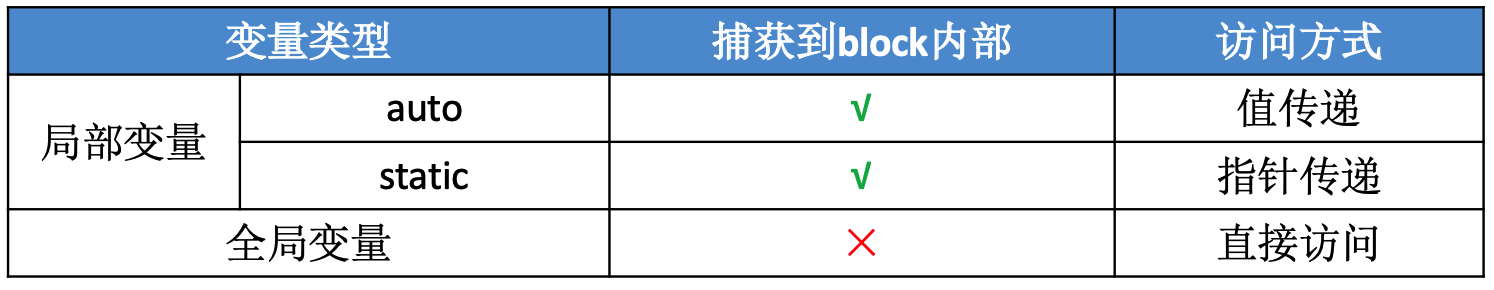 变量类型 捕获到block内部 访问方式
局部变量 auto √ 值传递
static √ 指针传递
全局变量 × 直接访问